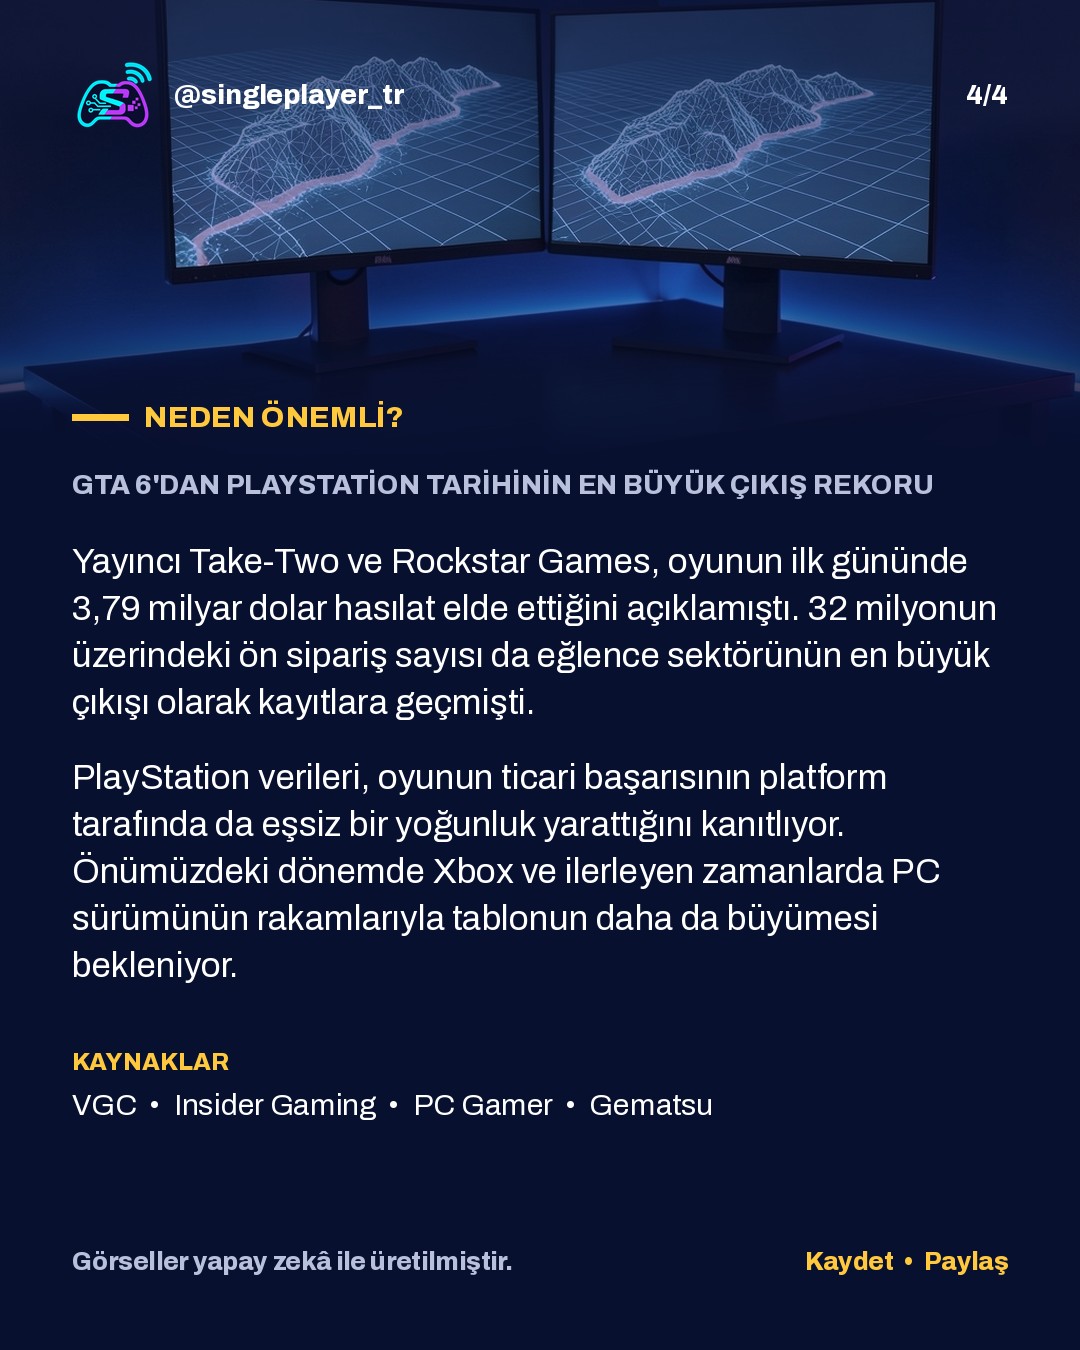 @singleplayer_tr
4/4
NEDEN ÖNEMLİ?
GTA 6'DAN PLAYSTATİON TARİHİNİN EN BÜYÜK ÇIKIŞ REKORU
Yayıncı Take-Two ve Rockstar Games, oyunun ilk gününde
3,79 milyar dolar hasılat elde ettiğini açıklamıştı. 32 milyonun
üzerindeki ön sipariş sayısı da eğlence sektörünün en büyük
çıkışı olarak kayıtlara geçmişti.
PlayStation verileri, oyunun ticari başarısının platform
tarafında da eşsiz bir yoğunluk yarattığını kanıtlıyor.
Önümüzdeki dönemde Xbox ve ilerleyen zamanlarda PC
sürümünün rakamlarıyla tablonun daha da büyümesi
bekleniyor.
KAYNAKLAR
VGC • Insider Gaming • PC Gamer • Gematsu
Görseller yapay zekâ ile üretilmiştir.
Kaydet • Paylaş